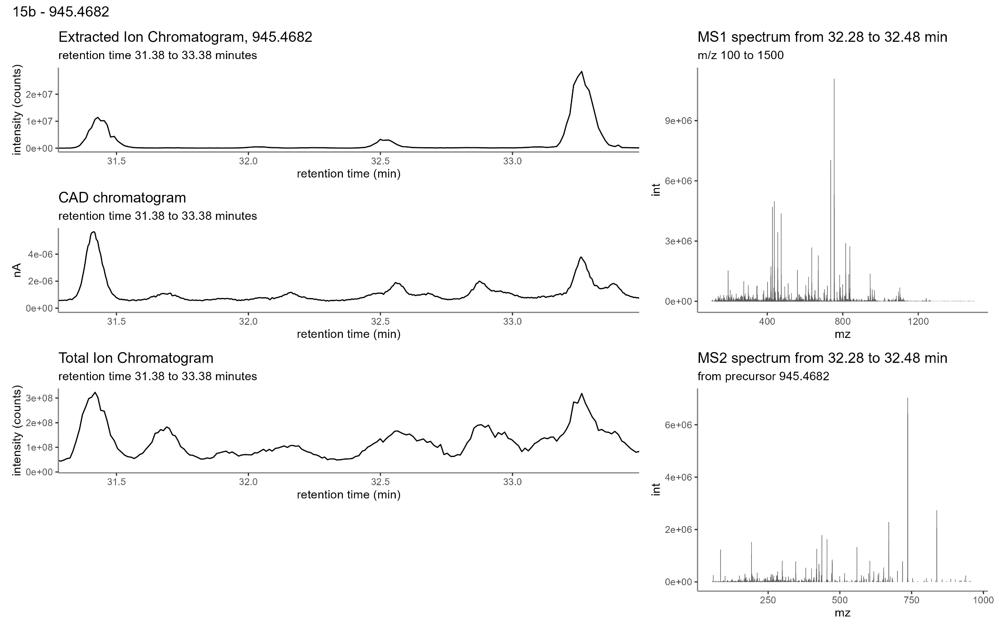 15b - 945.4682
Extracted Ion Chromatogram, 945.4682
retention time 31.38 to 33.38 minutes
intensity (counts)
2e+07
1e+07
0e+00
31.5 32.0 32.5 33.0
retention time (min)
CAD chromatogram
retention time 31.38 to 33.38 minutes
nA
4e-06
2e-06
0e+00
31.5 32.0 32.5 33.0
retention time (min)
Total Ion Chromatogram
retention time 31.38 to 33.38 minutes
intensity (counts)
3e+08
2e+08
1e+08
0e+00
31.5 32.0 32.5 33.0
retention time (min)
MS1 spectrum from 32.28 to 32.48 min
m/z 100 to 1500
int
9e+06
6e+06
3e+06
0e+00
400 800 1200
mz
MS2 spectrum from 32.28 to 32.48 min
from precursor 945.4682
int
6e+06
4e+06
2e+06
0e+00
250 500 750 1000
mz